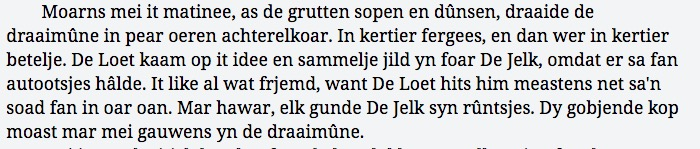 Moarns mei it matinee, as de grutten sopen en dûnsen, draaide de
draaimûne in pear oeren achterelkoar. In kertier fergees, en dan wer in kertier
betelje. De Loet kaam op it idee en sammelje jild yn foar De Jelk, omdat er sa fan
autootsjes hâlde. It like al wat frjemd, want De Loet hits him meastens net sa'n
soad fan in oar oan. Mar hawar, elk gunde De Jelk syn rûntsjes. Dy gobjende kop
moast mar mei gauwens yn de draaimûne.